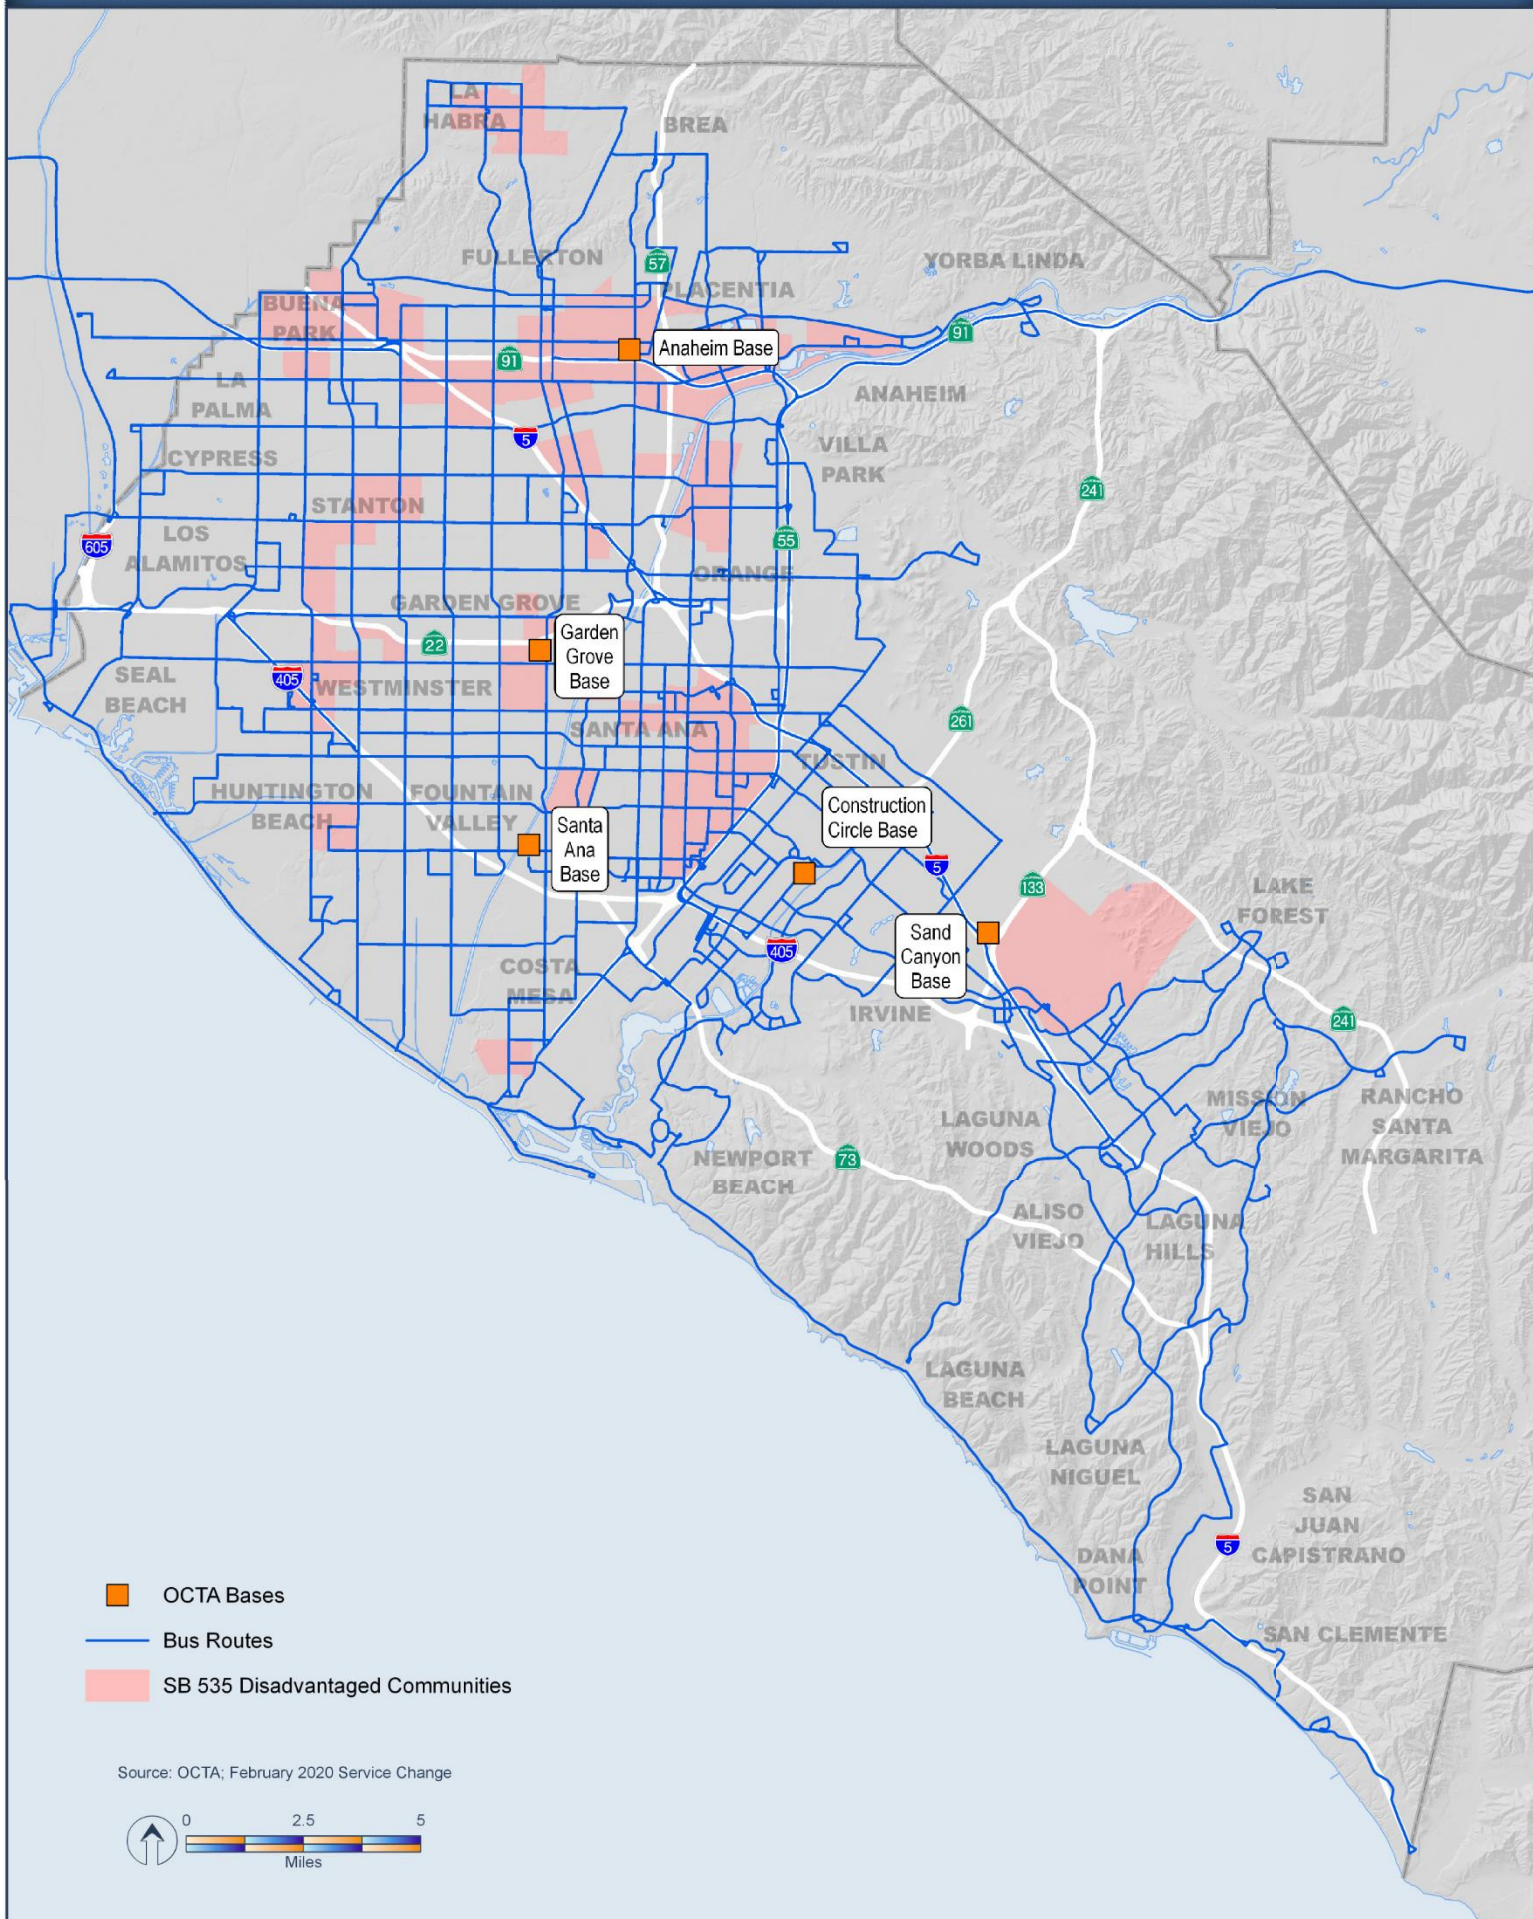 LA
HABRA
BREA
FULLERTON
57
YORBA LINDA
PLACENTIA
BUENA
PARK
91
Anaheim Base
91
LA
PALMA
ANAHEIM
5
VILLA
PARK
CYPRESS
STANTON
241
LOS
ALAMITOS
605
55
ORANGE
GARDEN GROVE
22
Garden
Grove
Base
SEAL
BEACH
405
WESTMINSTER
261
SANTA ANA
TUSTIN
HUNTINGTON
BEACH
FOUNTAIN
VALLEY
Construction
Circle Base
Santa
Ana
Base
5
133
LAKE
FOREST
Sand
Canyon
Base
405
COSTA
MESA
IRVINE
241
MISSION
VIEJO
RANCHO
SANTA
MARGARITA
LAGUNA
WOODS
NEWPORT
BEACH
73
ALISO
VIEJO
LAGUNA
HILLS
LAGUNA
BEACH
LAGUNA
NIGUEL
SAN
JUAN
CAPISTRANO
5
DANA
POINT
SAN CLEMENTE
OCTA Bases
Bus Routes
SB 535 Disadvantaged Communities
Source: OCTA; February 2020 Service Change
0 2.5 5
Miles